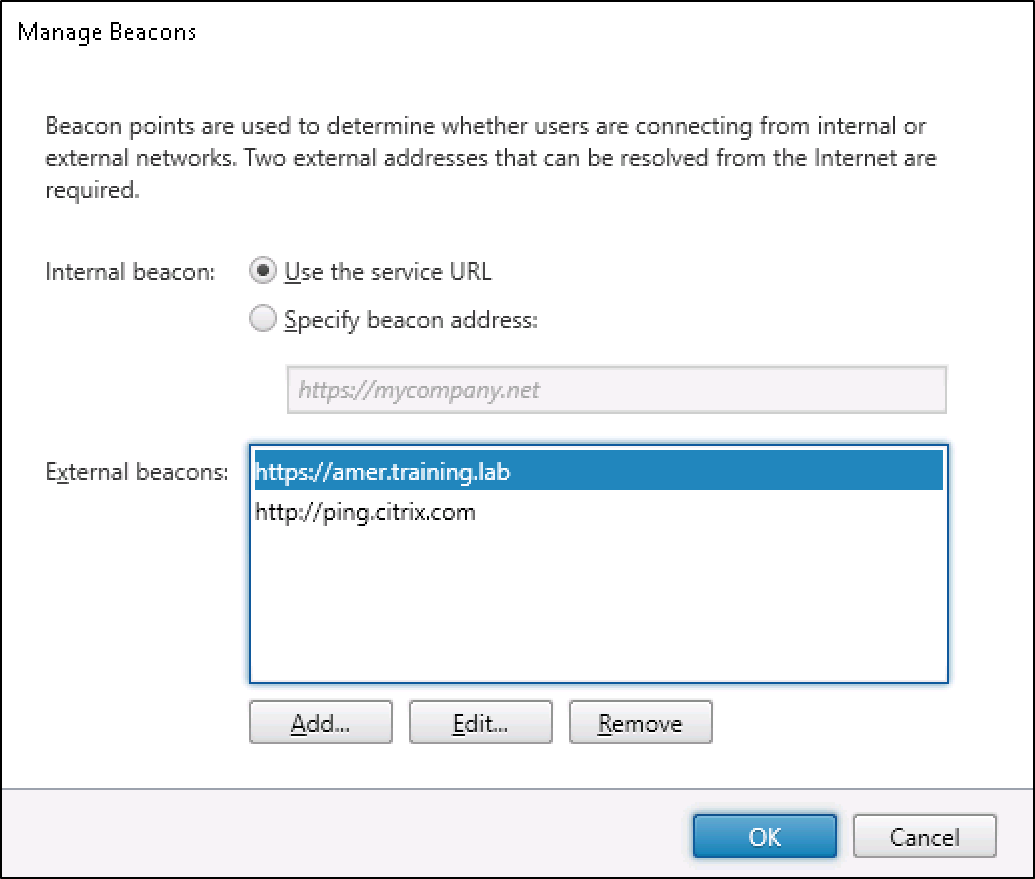 Manage Beacons
Beacon points are used to determine whether users are connecting from internal or
external networks. Two external addresses that can be resolved from the Internet are
required.
Internal beacon:
Use the service URL
Specify beacon address:
https://mycompany.net
External beacons:
https://amer.training.lab
http://ping.citrix.com
Add...
Edit...
Remove
OK
Cancel